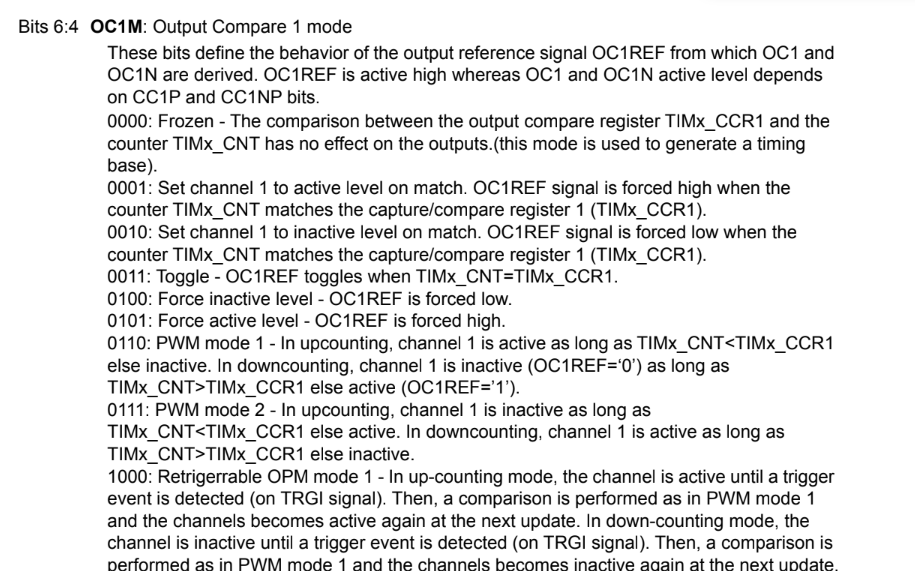 Bits 6:4 OC1M: Output Compare 1 mode
These bits define the behavior of the output reference signal OC1REF from which OC1 and
OC1N are derived. OC1REF is active high whereas OC1 and OC1N active level depends
on CC1P and CC1NP bits.
0000: Frozen - The comparison between the output compare register TIMx_CCR1 and the
counter TIMx_CNT has no effect on the outputs.(this mode is used to generate a timing
base).
0001: Set channel 1 to active level on match. OC1REF signal is forced high when the
counter TIMx_CNT matches the capture/compare register 1 (TIMx_CCR1).
0010: Set channel 1 to inactive level on match. OC1REF signal is forced low when the
counter TIMx_CNT matches the capture/compare register 1 (TIMx_CCR1).
0011: Toggle - OC1REF toggles when TIMx_CNT=TIMx_CCR1.
0100: Force inactive level - OC1REF is forced low.
0101: Force active level - OC1REF is forced high.
0110: PWM mode 1 - In upcounting, channel 1 is active as long as TIMx_CNT<TIMx_CCR1
else inactive. In downcounting, channel 1 is inactive (OC1REF=‘0’) as long as
TIMx_CNT>TIMx_CCR1 else active (OC1REF=’1’).
0111: PWM mode 2 - In upcounting, channel 1 is inactive as long as
TIMx_CNT<TIMx_CCR1 else active. In downcounting, channel 1 is active as long as
TIMx_CNT>TIMx_CCR1 else inactive.
1000: Retrigerrable OPM mode 1 - In up-counting mode, the channel is active until a trigger
event is detected (on TRGI signal). Then, a comparison is performed as in PWM mode 1
and the channels becomes active again at the next update. In down-counting mode, the
channel is inactive until a trigger event is detected (on TRGI signal). Then, a comparison is
performed as in PWM mode 1 and the channels becomes inactive again at the next update.